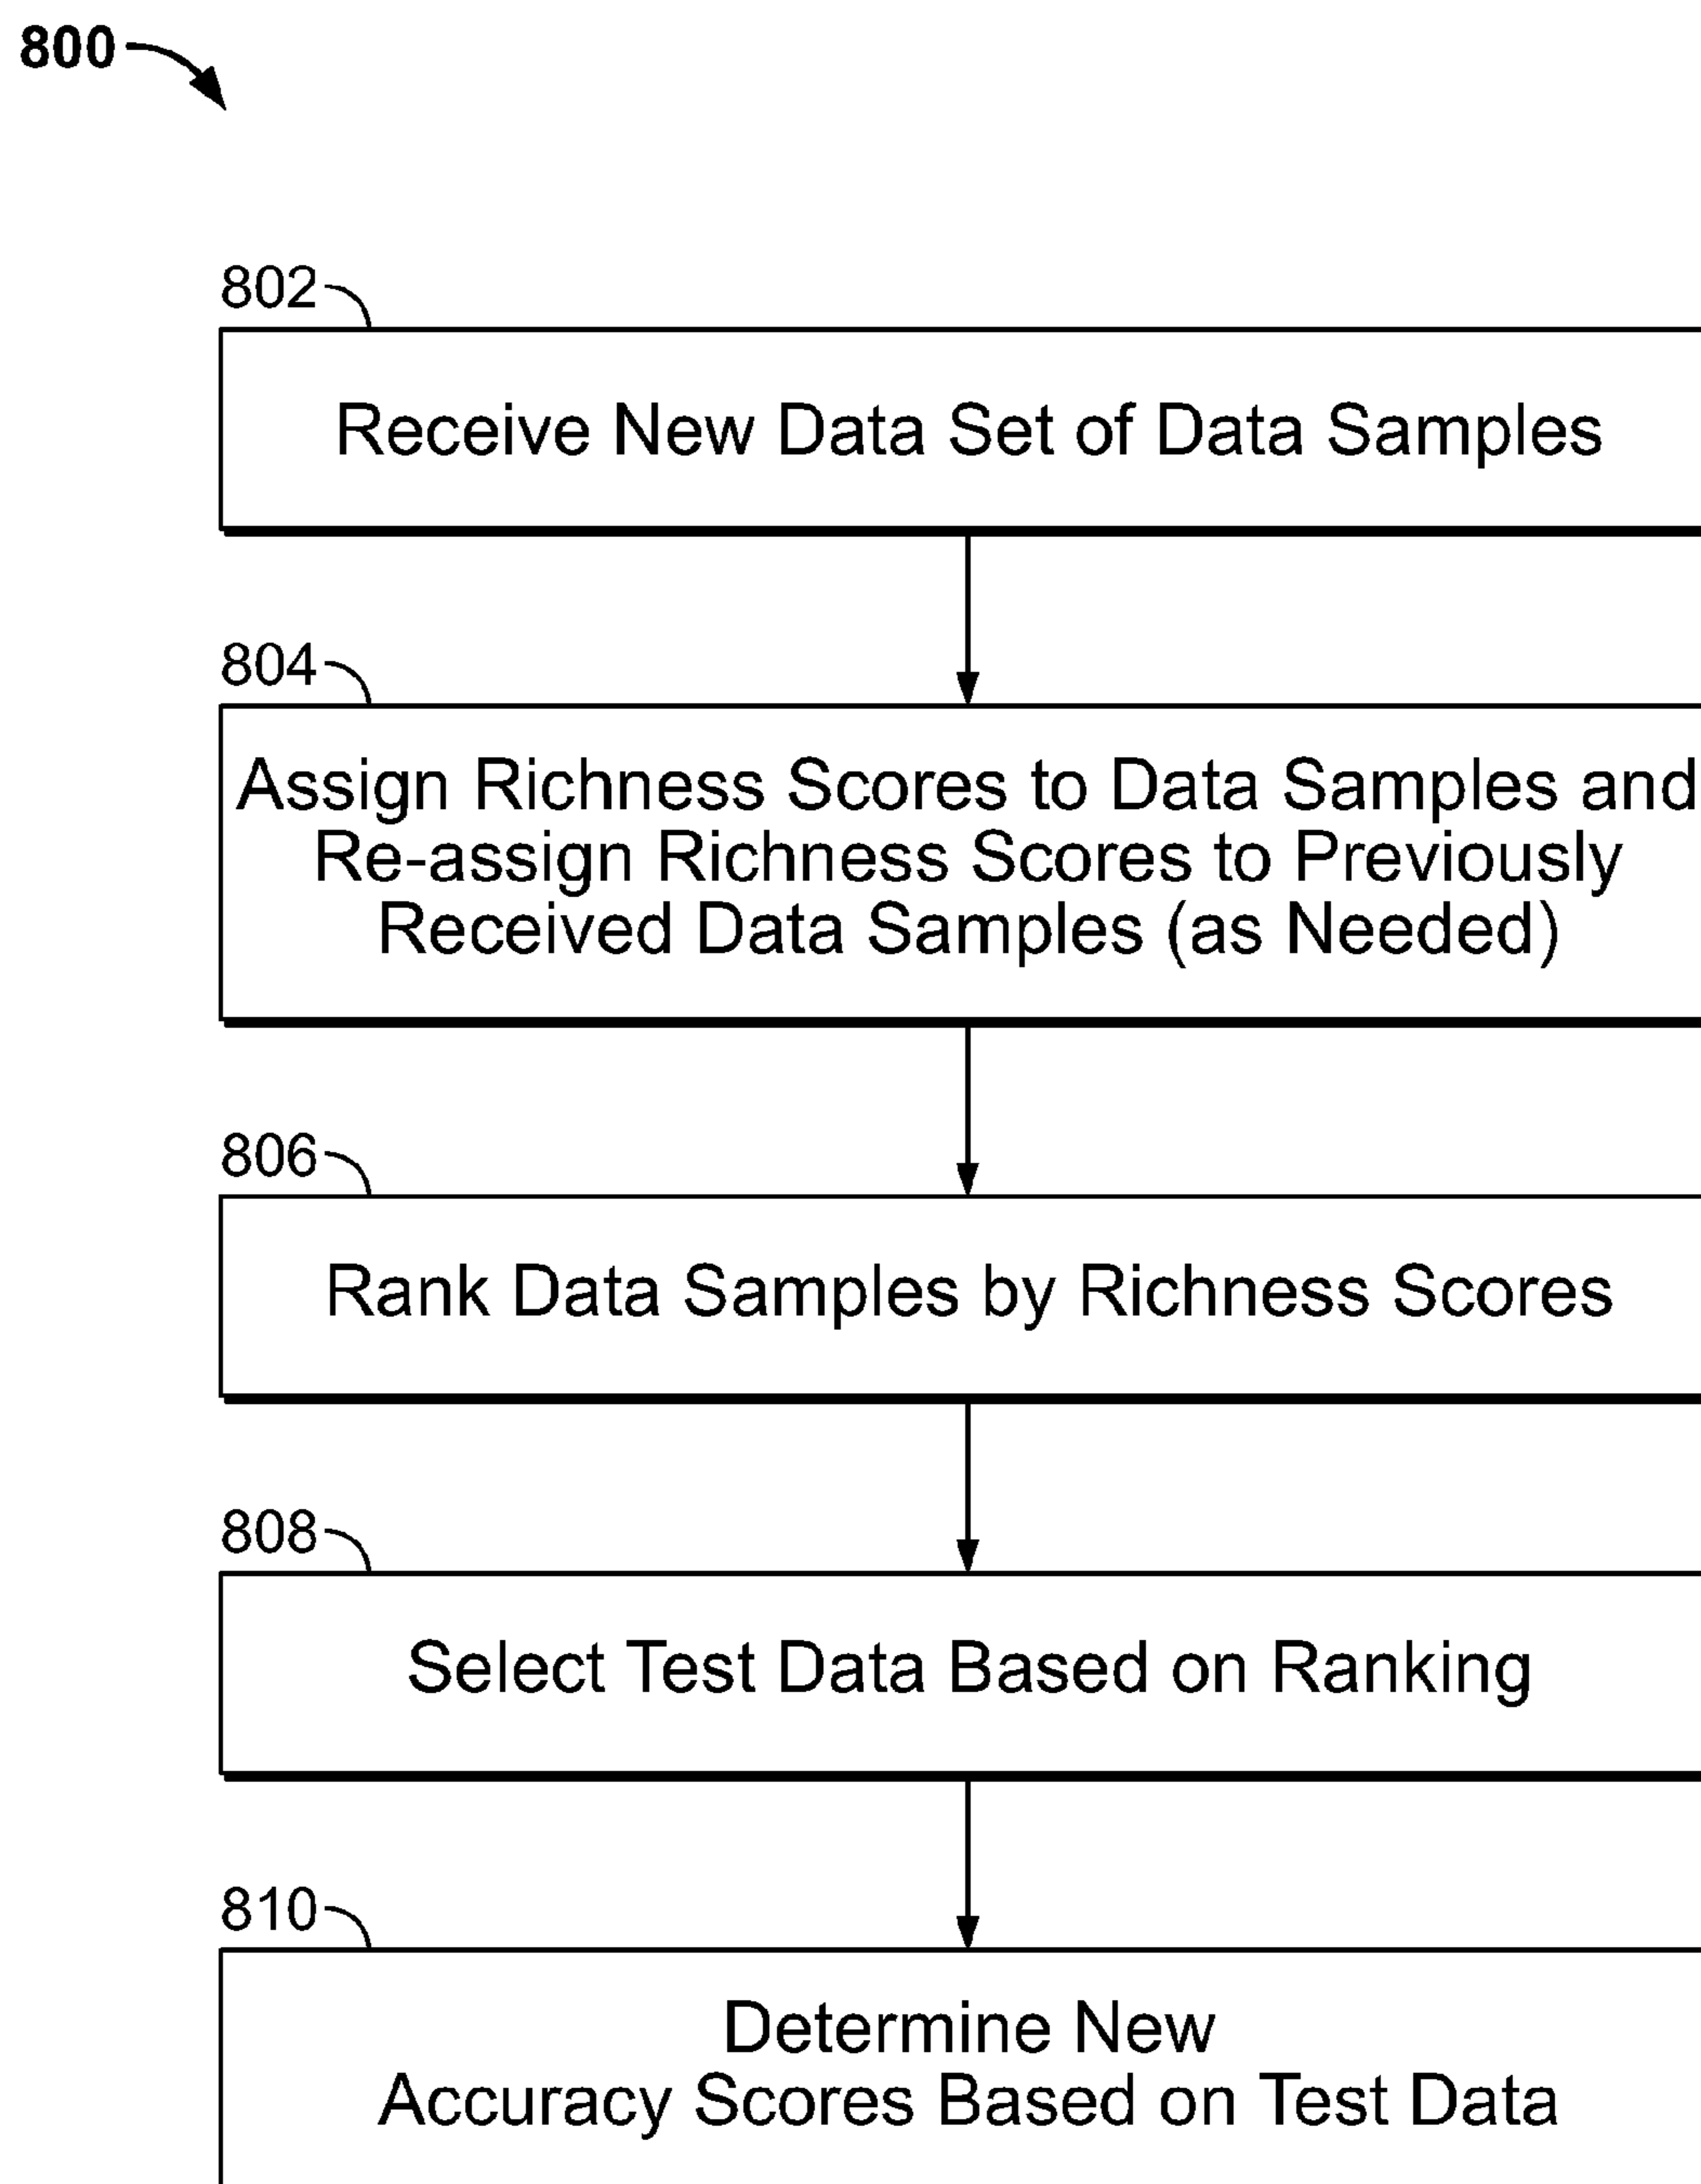 800
802
Receive New Data Set of Data Samples
804
Assign Richness Scores to Data Samples and
Re-assign Richness Scores to Previously
Received Data Samples (as Needed)
806
Rank Data Samples by Richness Scores
808
Select Test Data Based on Ranking
810
Determine New
Accuracy Scores Based on Test Data